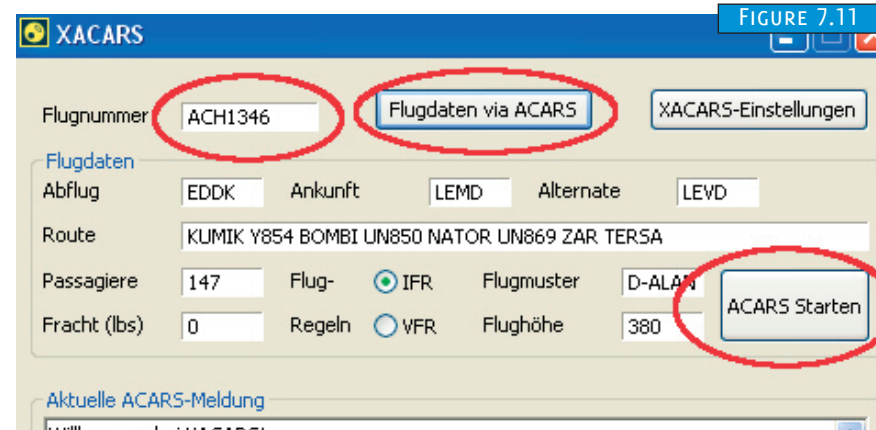 FIGURE 7.11
XACARS
Flugnummer ACH1346 Flugdaten via ACARS XACARS-Einstellungen
Flugdaten
Abflug EDDK Ankunft LEMD Alternate LEVD
Route KUMIK Y854 BOMBI UN850 NATOR UN869 ZAR TERSA
Passagiere 147 Flug- IFR Flugmuster D-ALAN
ACARS Starten
Fracht (lbs) 0 Regeln VFR Flughöhe 380
Aktuelle ACARS-Meldung